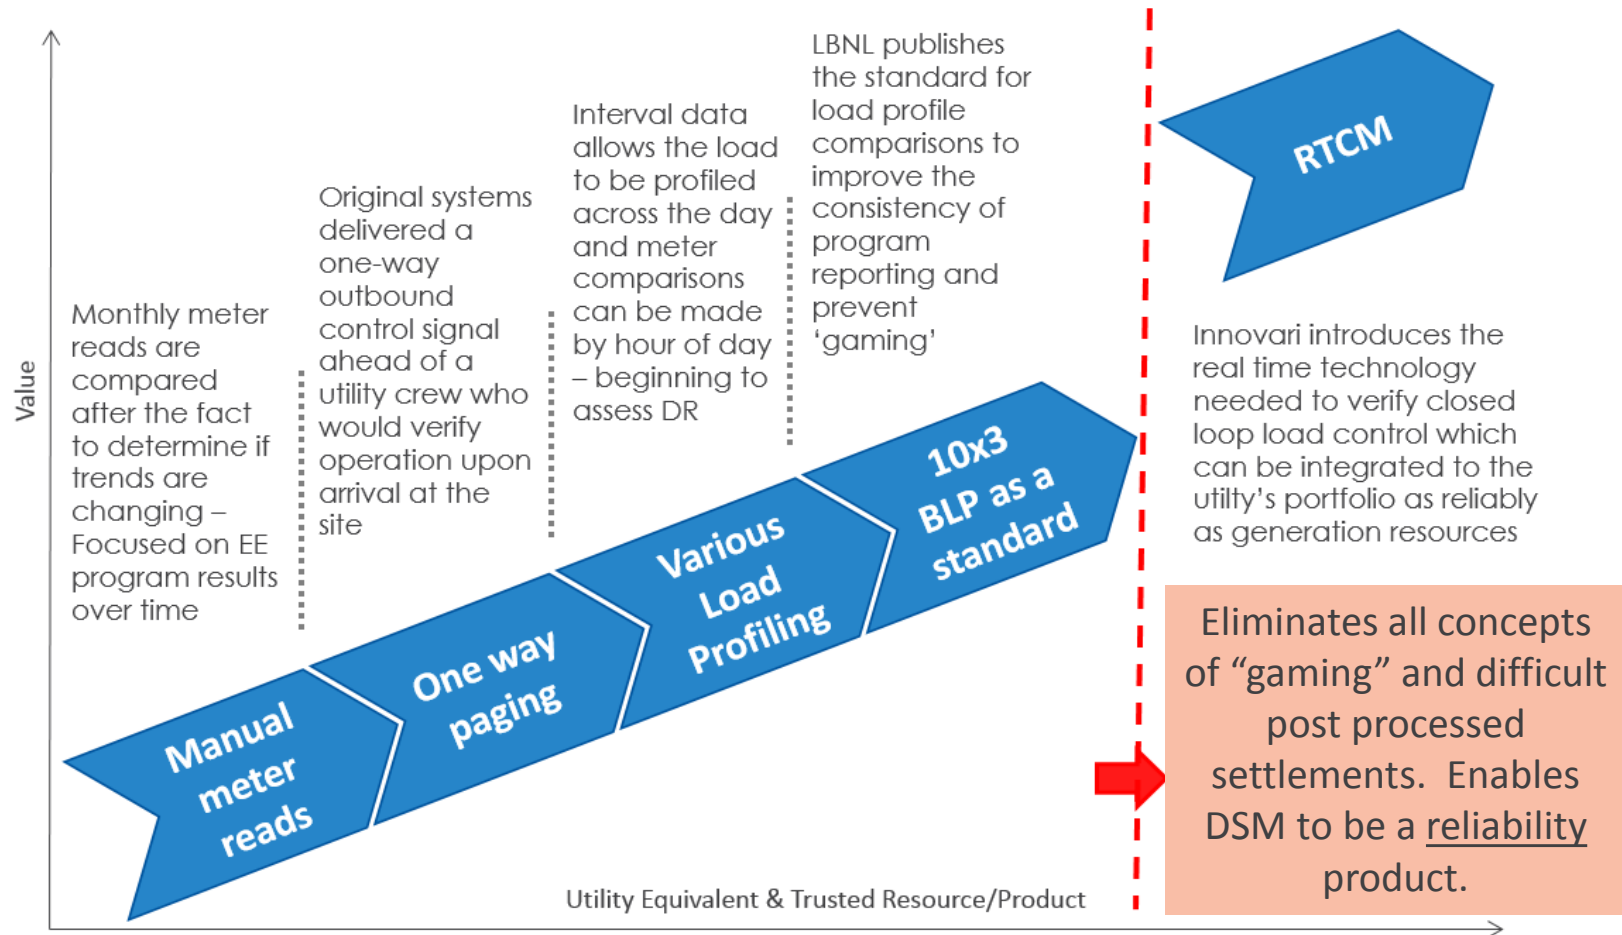 Value
Monthly meter
reads are
compared
after the fact
to determine if
trends are
changing –
Focused on EE
program results
over time
Original systems
delivered a
one-way
outbound
control signal
ahead of a
utility crew who
would verify
operation upon
arrival at the
site
Interval data
allows the load
to be profiled
across the day
and meter
comparisons
can be made
by hour of day
– beginning to
assess DR
LBNL publishes
the standard for
load profile
comparisons to
improve the
consistency of
program
reporting and
prevent
‘gaming’
Manual
meter
reads
One way
paging
Various
Load
Profiling
10x3
BLP as a
standard
RTCM
Innovari introduces the
real time technology
needed to verify closed
loop load control which
can be integrated to the
utilty’s portfolio as reliably
as generation resources
Eliminates all concepts
of “gaming” and difficult
post processed
settlements.  Enables
DSM to be a reliability
product.
Utility Equivalent & Trusted Resource/Product